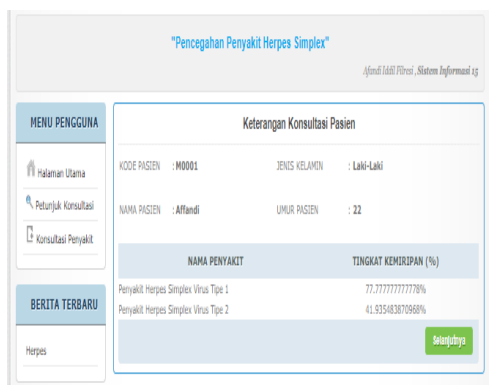 "Pencegahan Penyakit Herpes Simplex"
Afandi Iddil Fitresi , Sistem Informasi 15
MENU PENGGUNA
Halaman Utama
Petunjuk Konsultasi
Konsultasi Penyakit
BERITA TERBARU
Herpes
Keterangan Konsultasi Pasien
KODE PASIEN : M0001 JENIS KELAMIN : Laki-Laki
NAMA PASIEN : Affandi UMUR PASIEN : 22
NAMA PENYAKIT TINGKAT KEMIRIPAN (%)
Penyakit Herpes Simplex Virus Tipe 1 77.777777777778%
Penyakit Herpes Simplex Virus Tipe 2 41.935483870968%
Selanjutnya